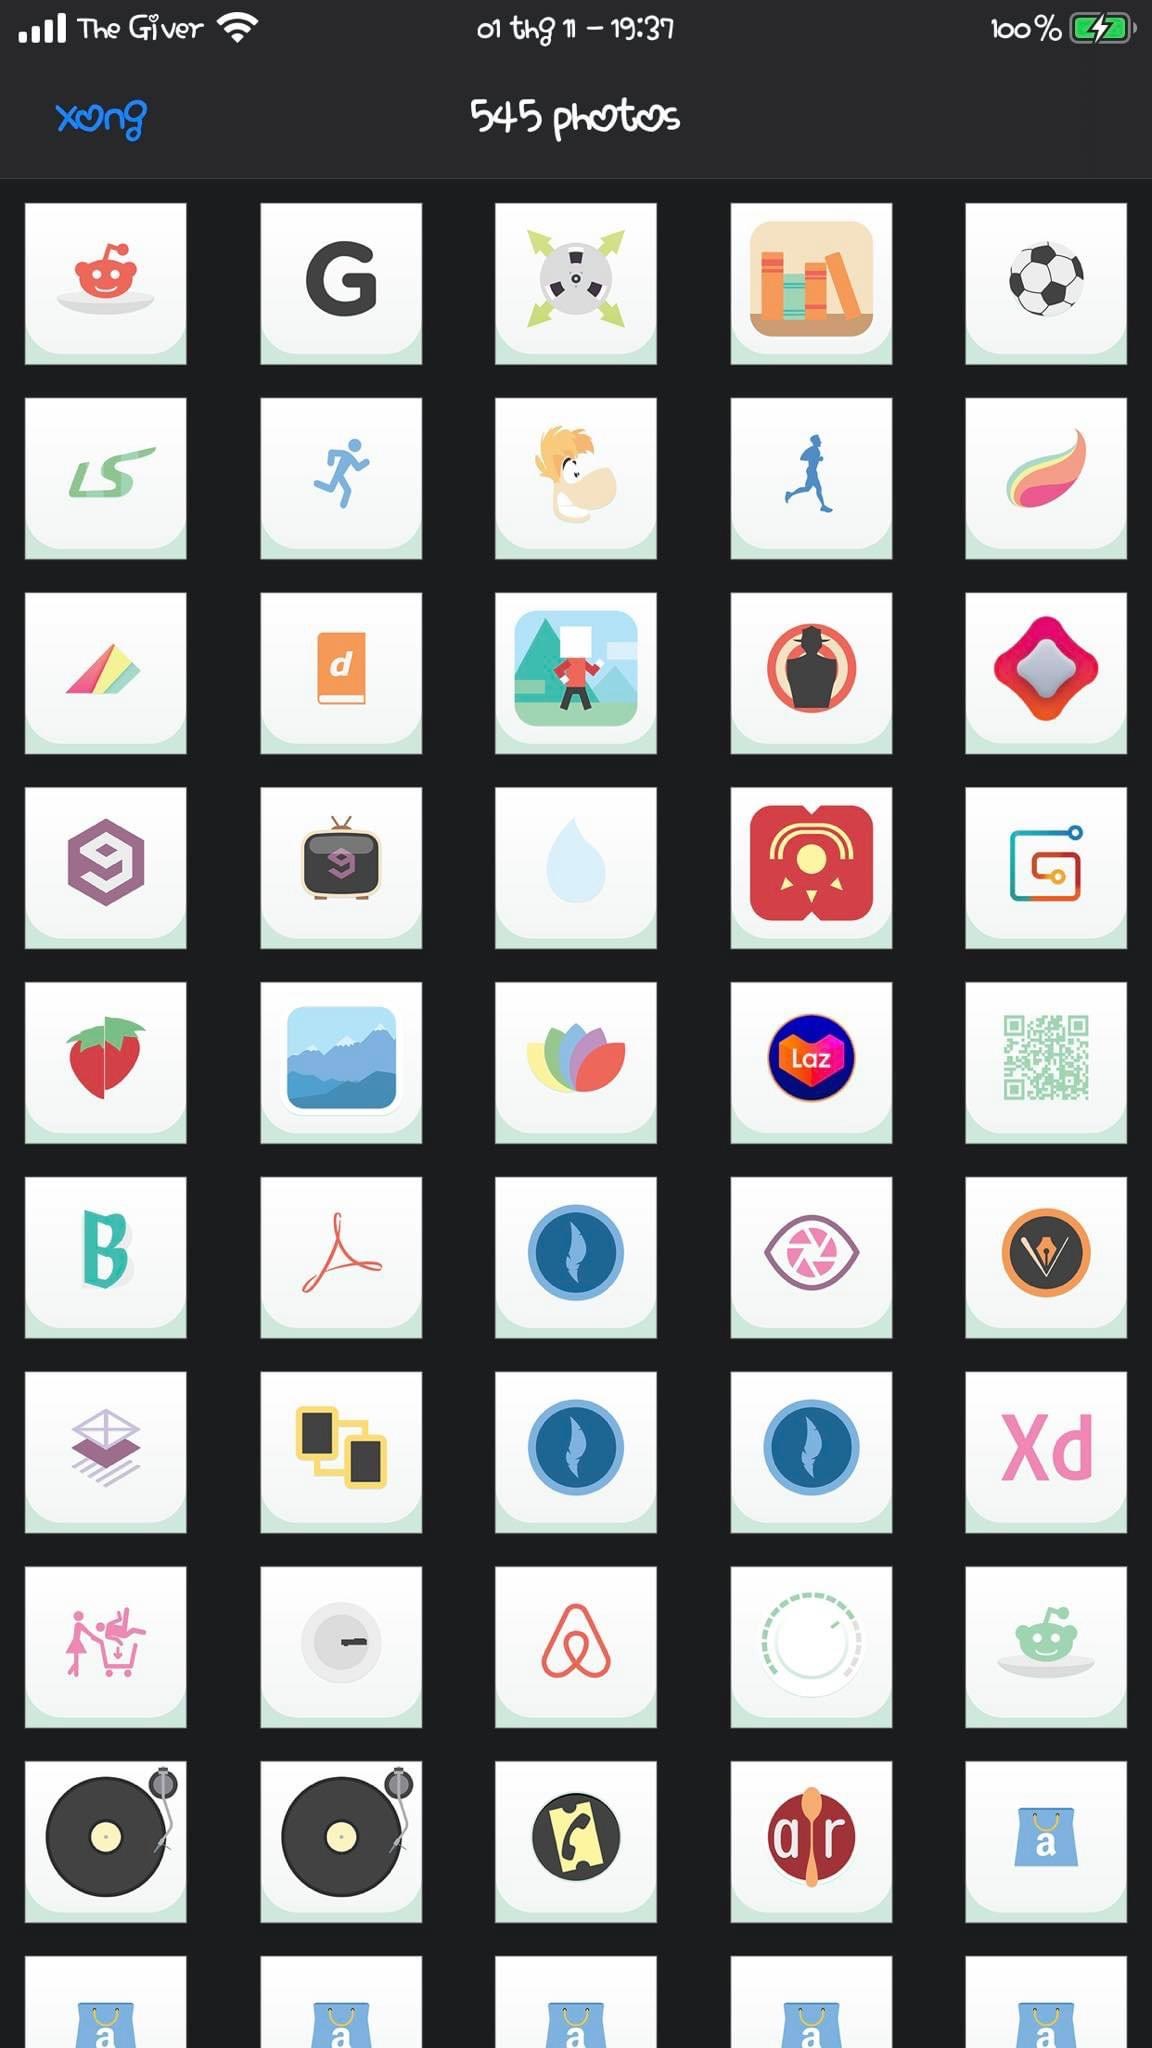 The Giver 01 thg 11 – 19:37 100%
xong 545 photos
G
LS
d
9
9
Laz
B
Xd
a r
a
a a a a a